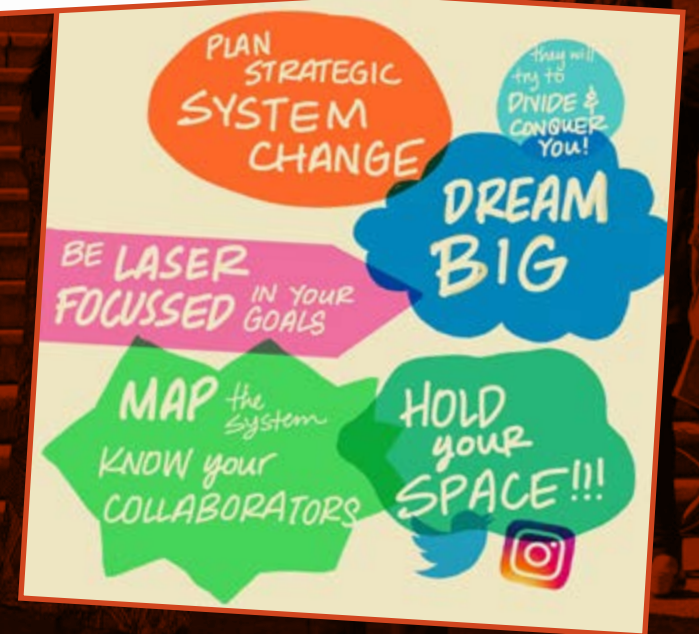 PLAN
STRATEGIC
SYSTEM
CHANGE
they will
try to
DIVIDE &
CONQUER
YOU!
DREAM
BIG
BE LASER
FOCUSSED IN YOUR
GOALS
MAP the
system
KNOW your
COLLABORATORS
HOLD
your
SPACE!!!